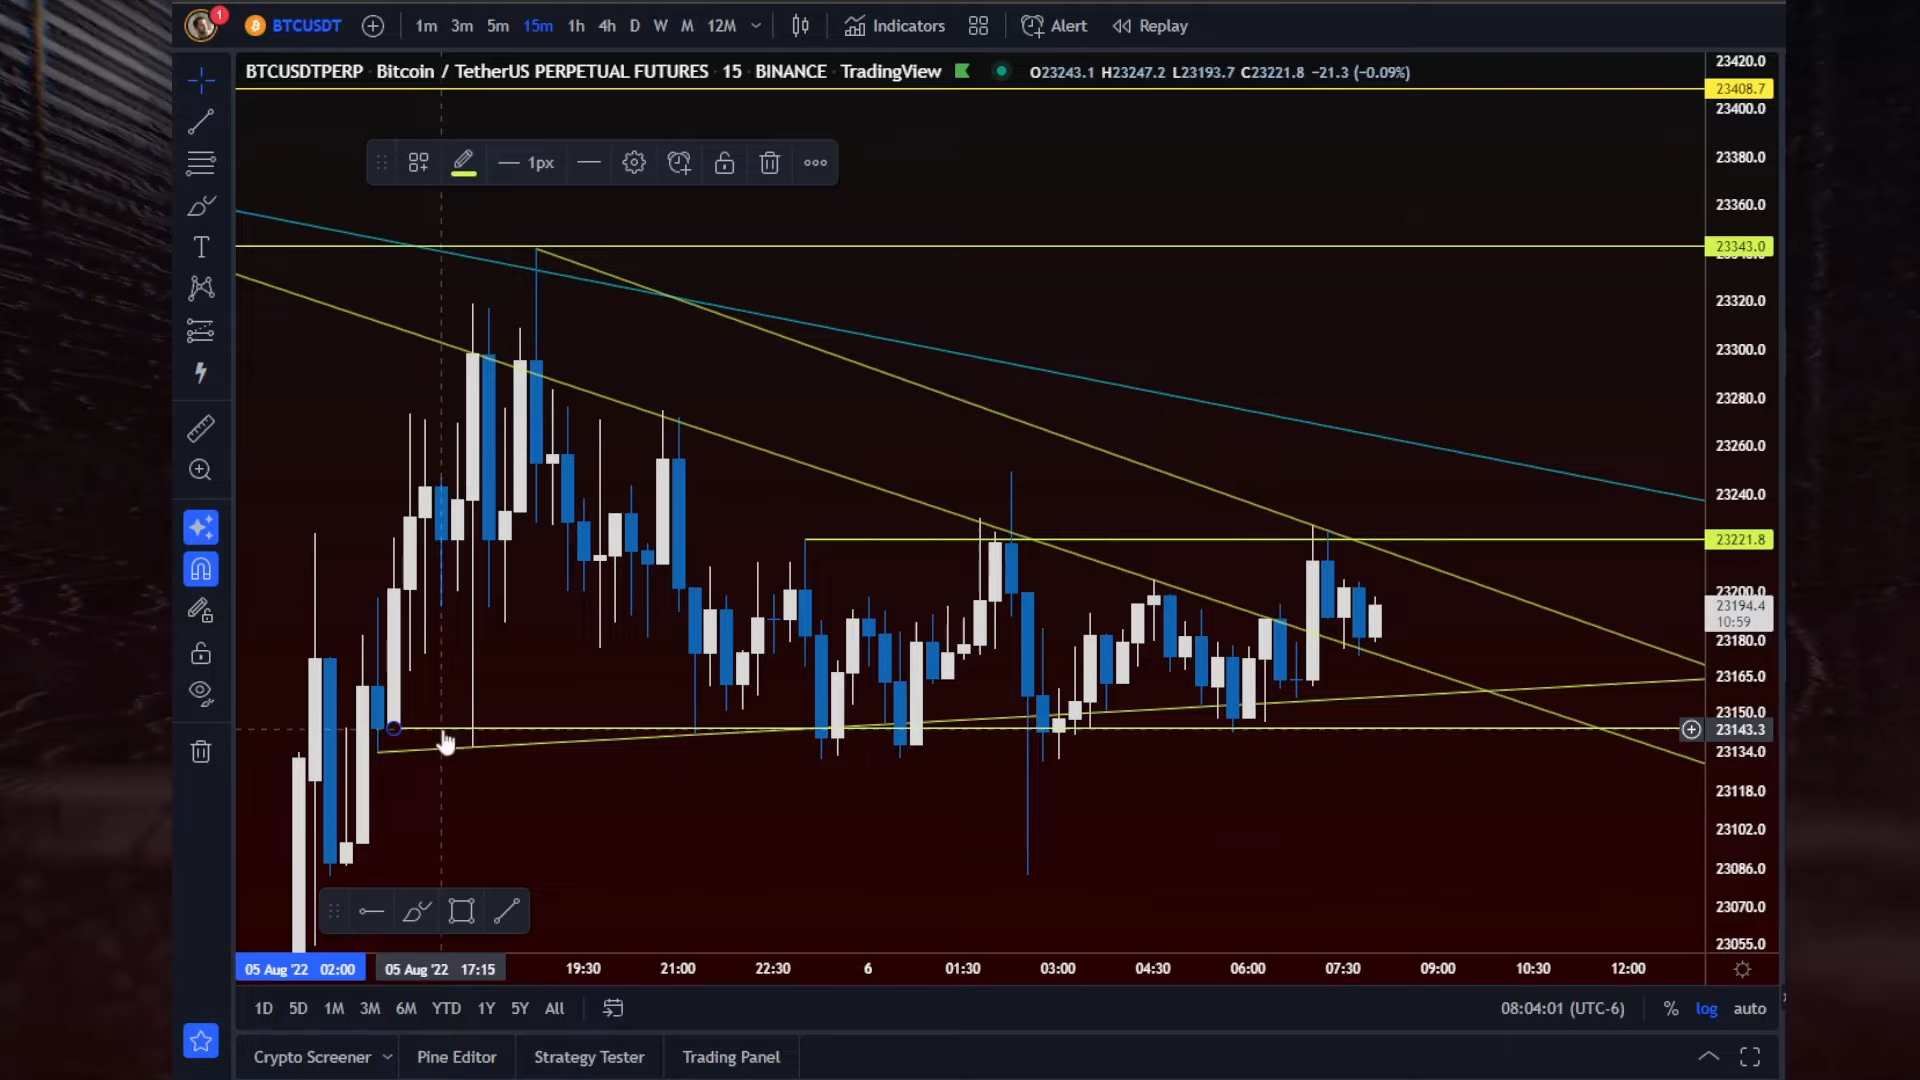 1
BTCUSDT
1m 3m 5m 15m 1h 4h D W M 12M
Indicators
Alert
Replay
BTCUSDTPERP Bitcoin / TetherUS PERPETUAL FUTURES 15 BINANCE TradingView
O23243.1 H23247.2 L23193.7 C23221.8 −21.3 (−0.09%)
T
1px
23420.0
23408.7
23400.0
23380.0
23360.0
23343.0
23320.0
23300.0
23280.0
23260.0
23240.0
23221.8
23200.0
23194.4
10:59
23180.0
23165.0
23150.0
23143.3
23134.0
23118.0
23102.0
23086.0
23070.0
23055.0
05 Aug '22 02:00
05 Aug '22 17:15
19:30 21:00 22:30 6 01:30 03:00 04:30 06:00 07:30 09:00 10:30 12:00
1D 5D 1M 3M 6M YTD 1Y 5Y All
08:04:01 (UTC-6)
% log auto
Crypto Screener
Pine Editor
Strategy Tester
Trading Panel